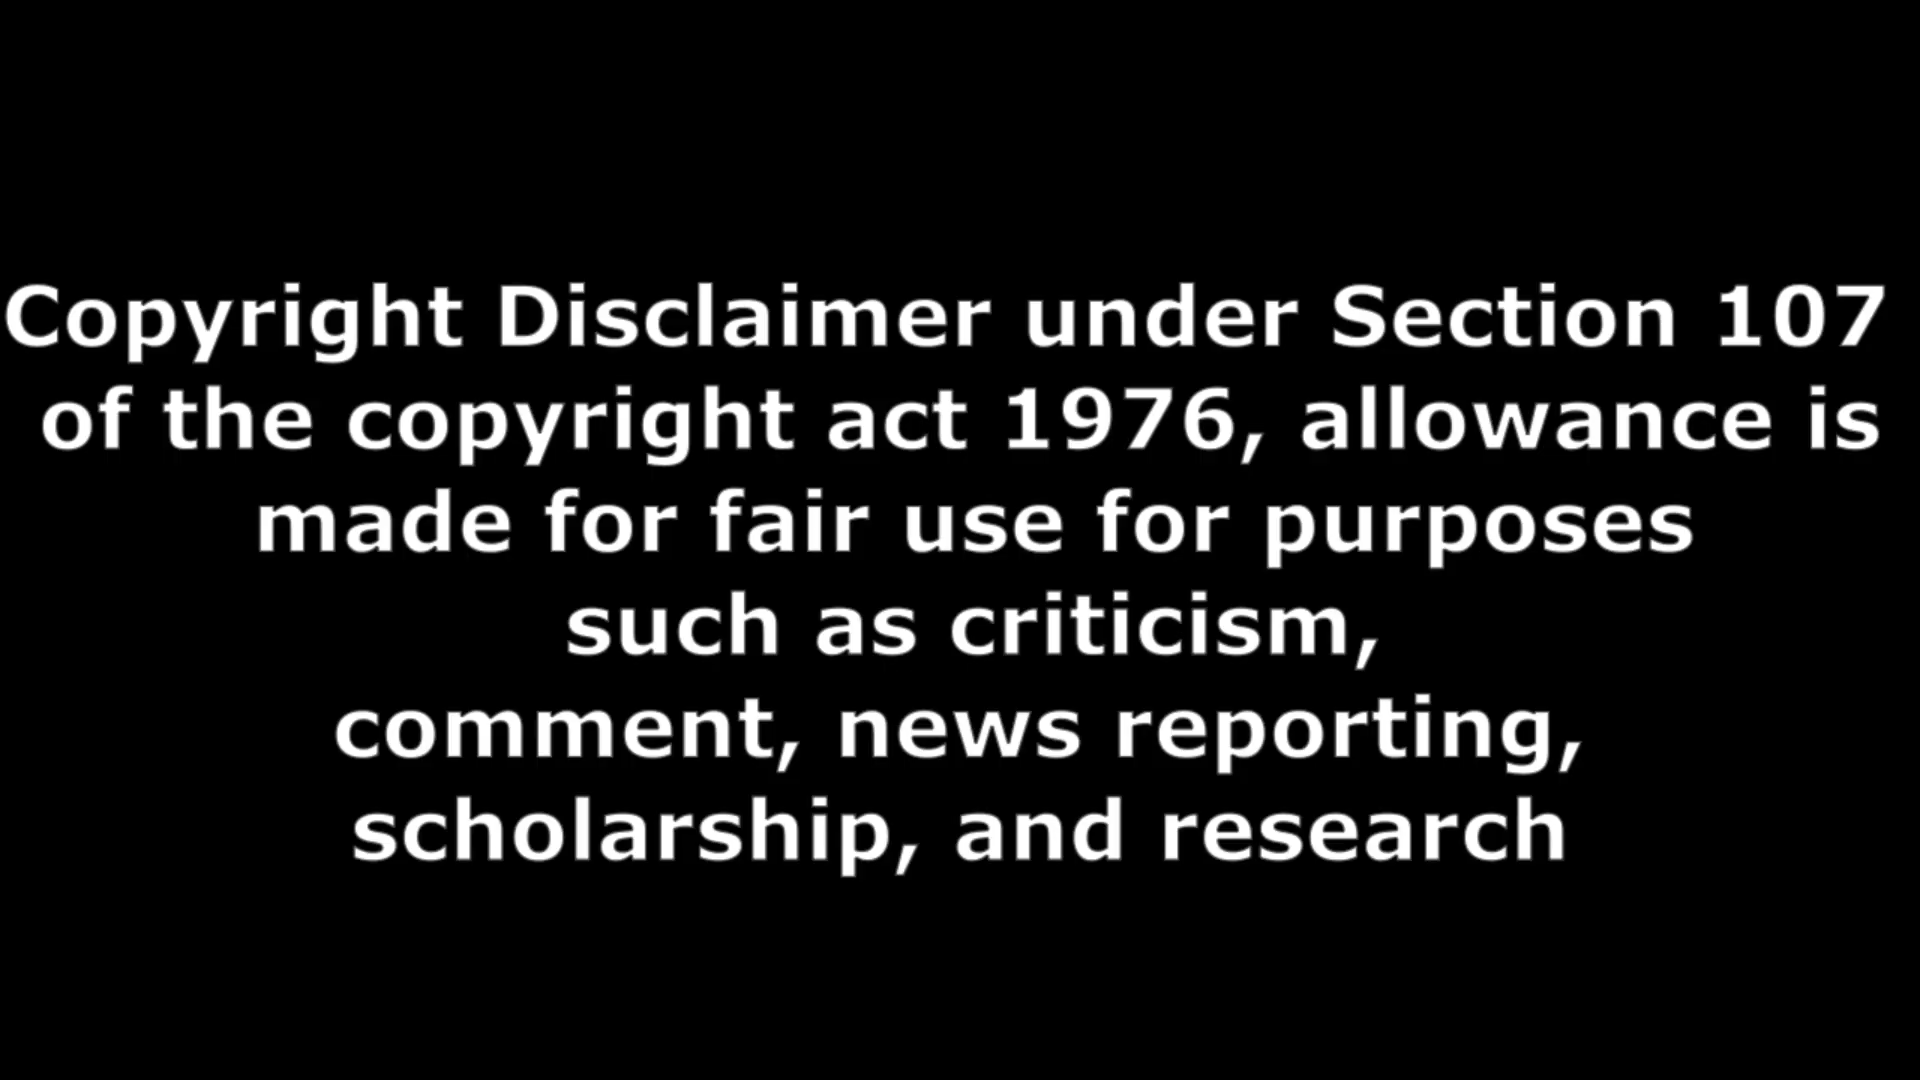 Copyright Disclaimer under Section 107
of the copyright act 1976, allowance is
made for fair use for purposes
such as criticism,
comment, news reporting,
scholarship, and research